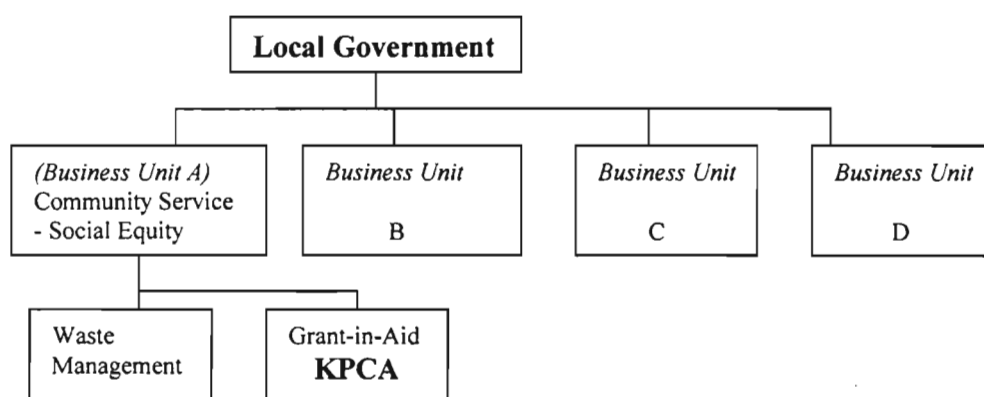 Local Government
(Business Unit A)
Community Service
- Social Equity
Business Unit
B
Business Unit
C
Business Unit
D
Waste
Management
Grant-in-Aid
KPCA